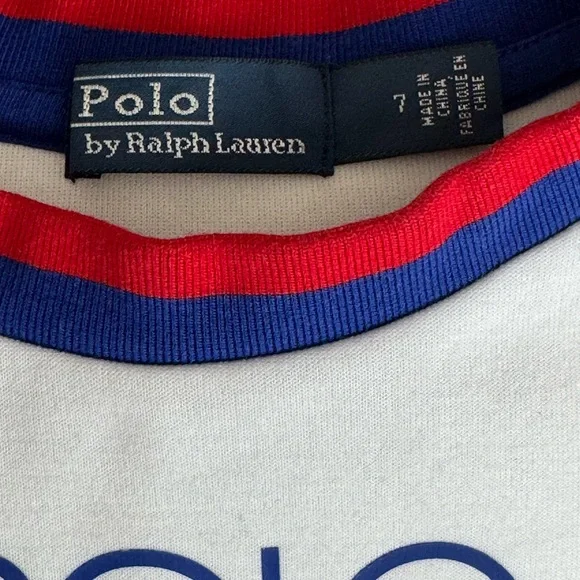 Polo
by Ralph Lauren
7
MADE IN
CHINA,
FABRIQUÉ EN
CHINE